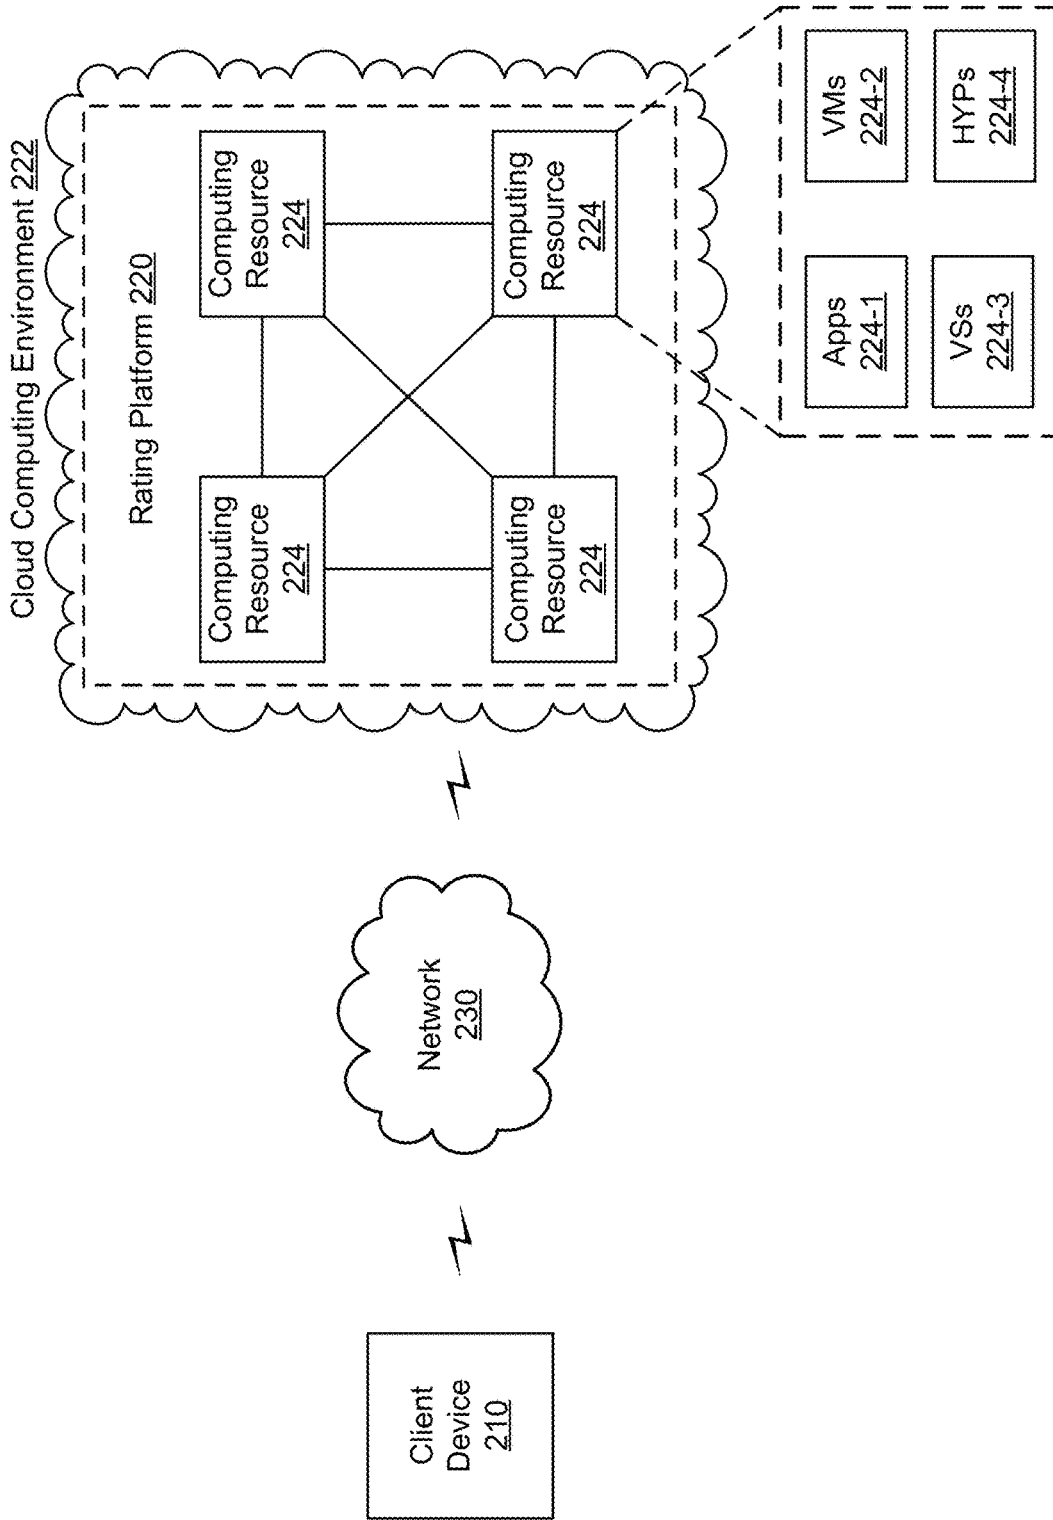 Cloud Computing Environment 222
Rating Platform 220
Computing
Resource
224
Computing
Resource
224
Computing
Resource
224
Computing
Resource
224
Client
Device
210
Network
230
Apps
224-1
VMs
224-2
VSs
224-3
HYPs
224-4